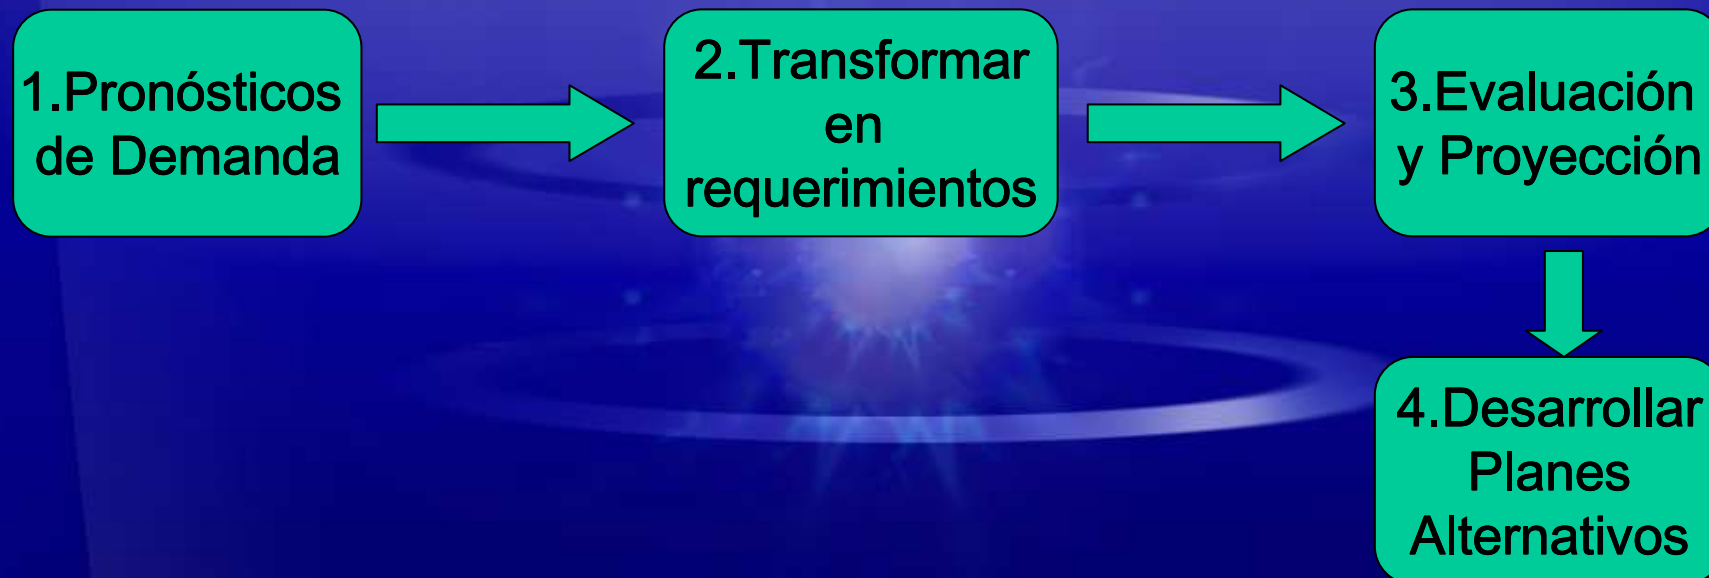 1.Pronósticos
de Demanda
2.Transformar
en
requerimientos
3.Evaluación
y Proyección
4.Desarrollar
Planes
Alternativos